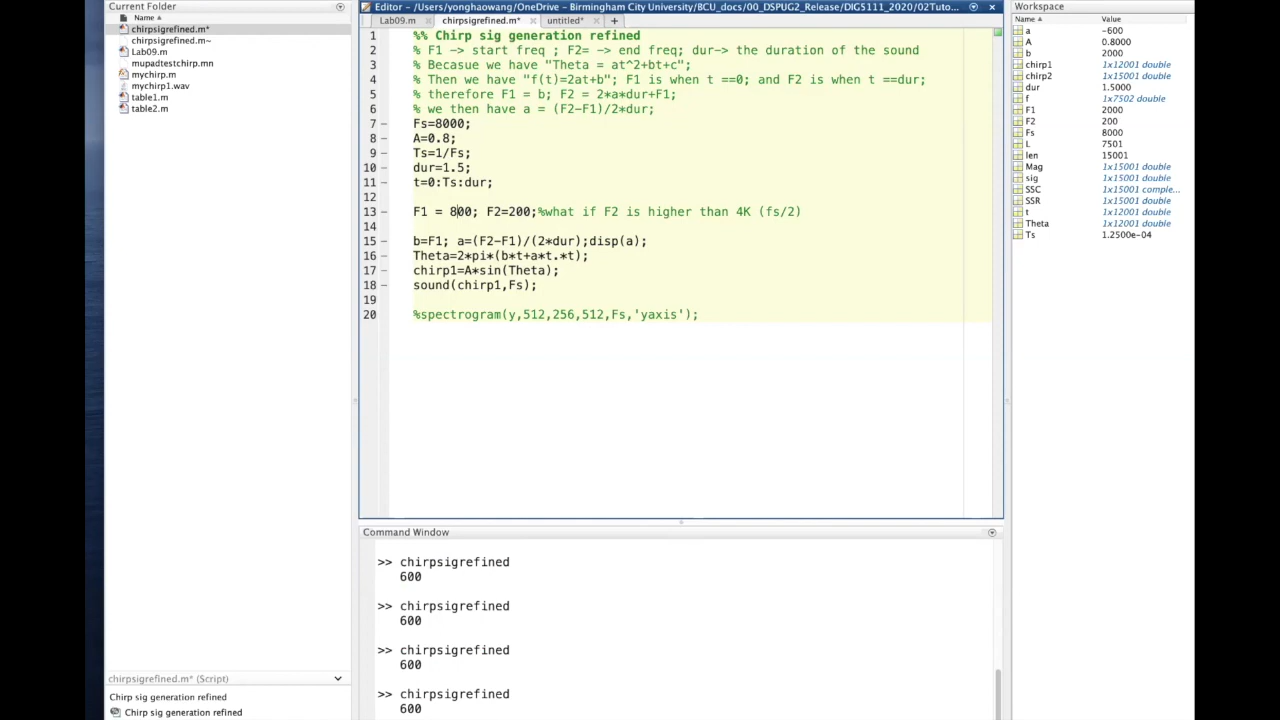 Current Folder
Name ▲
chirpsigrefined.m*
chirpsigrefined.m~
Lab09.m
mupadtestchirp.mn
mychirp.m
mychirp1.wav
table1.m
table2.m
chirpsigrefined.m* (Script)
Chirp sig generation refined
Chirp sig generation refined
Editor - /Users/yonghaowang/OneDrive - Birmingham City University/BCU_docs/00_DSPUG2_Release/DIG5111_2020/02Tuto...
Lab09.m × chirpsigrefined.m* × untitled* × +
1 %% Chirp sig generation refined
2 % F1 -> start freq ; F2= -> end freq; dur-> the duration of the sound
3 % Becasue we have "Theta = at^2+bt+c";
4 % Then we have "f(t)=2at+b"; F1 is when t ==0; and F2 is when t ==dur;
5 % therefore F1 = b; F2 = 2*a*dur+F1;
6 % we then have a = (F2-F1)/2*dur;
7 – Fs=8000;
8 – A=0.8;
9 – Ts=1/Fs;
10 – dur=1.5;
11 – t=0:Ts:dur;
12
13 – F1 = 800; F2=200;%what if F2 is higher than 4K (fs/2)
14
15 – b=F1; a=(F2-F1)/(2*dur);disp(a);
16 – Theta=2*pi*(b*t+a*t.*t);
17 – chirp1=A*sin(Theta);
18 – sound(chirp1,Fs);
19
20 %spectrogram(y,512,256,512,Fs,'yaxis');
Command Window
>> chirpsigrefined
600
>> chirpsigrefined
600
>> chirpsigrefined
600
>> chirpsigrefined
600
Workspace
Name ▲ Value
a -600
A 0.8000
b 2000
chirp1 1x12001 double
chirp2 1x15001 double
dur 1.5000
f 1x7502 double
F1 2000
F2 200
Fs 8000
L 7501
len 15001
Mag 1x15001 double
sig 1x15001 double
SSC 1x15001 comple...
SSR 1x15001 double
t 1x12001 double
Theta 1x12001 double
Ts 1.2500e-04